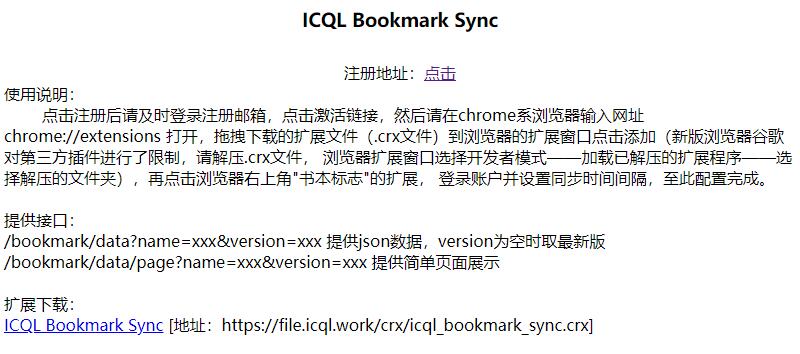 ICQL Bookmark Sync
注册地址：点击
使用说明：
点击注册后请及时登录注册邮箱，点击激活链接，然后请在chrome系浏览器输入网址
chrome://extensions 打开，拖拽下载的扩展文件（.crx文件）到浏览器的扩展窗口点击添加（新版浏览器谷歌
对第三方插件进行了限制，请解压.crx文件， 浏览器扩展窗口选择开发者模式——加载已解压的扩展程序——选
择解压的文件夹），再点击浏览器右上角"书本标志"的扩展， 登录账户并设置同步时间间隔，至此配置完成。
提供接口：
/bookmark/data?name=xxx&version=xxx 提供json数据，version为空时取最新版
/bookmark/data/page?name=xxx&version=xxx 提供简单页面展示
扩展下载：
ICQL Bookmark Sync [地址：https://file.icql.work/crx/icql_bookmark_sync.crx]